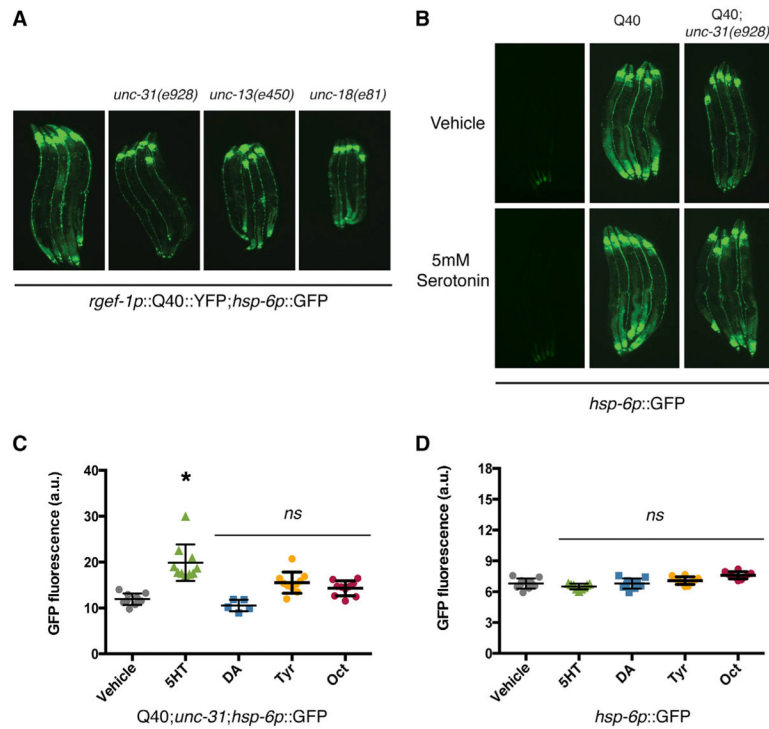 A
unc-31(e928) unc-13(e450) unc-18(e81)
rgef-1p::Q40::YFP;hsp-6p::GFP
B
Q40
Q40;
unc-31(e928)
Vehicle
5mM
Serotonin
hsp-6p::GFP
C
GFP fluorescence (a.u.)
40
30
20
10
0
*
ns
Vehicle
5HT
DA
Tyr
Oct
Q40;unc-31;hsp-6p::GFP
D
GFP fluorescence (a.u.)
18
15
12
9
6
3
0
ns
Vehicle
5HT
DA
Tyr
Oct
hsp-6p::GFP